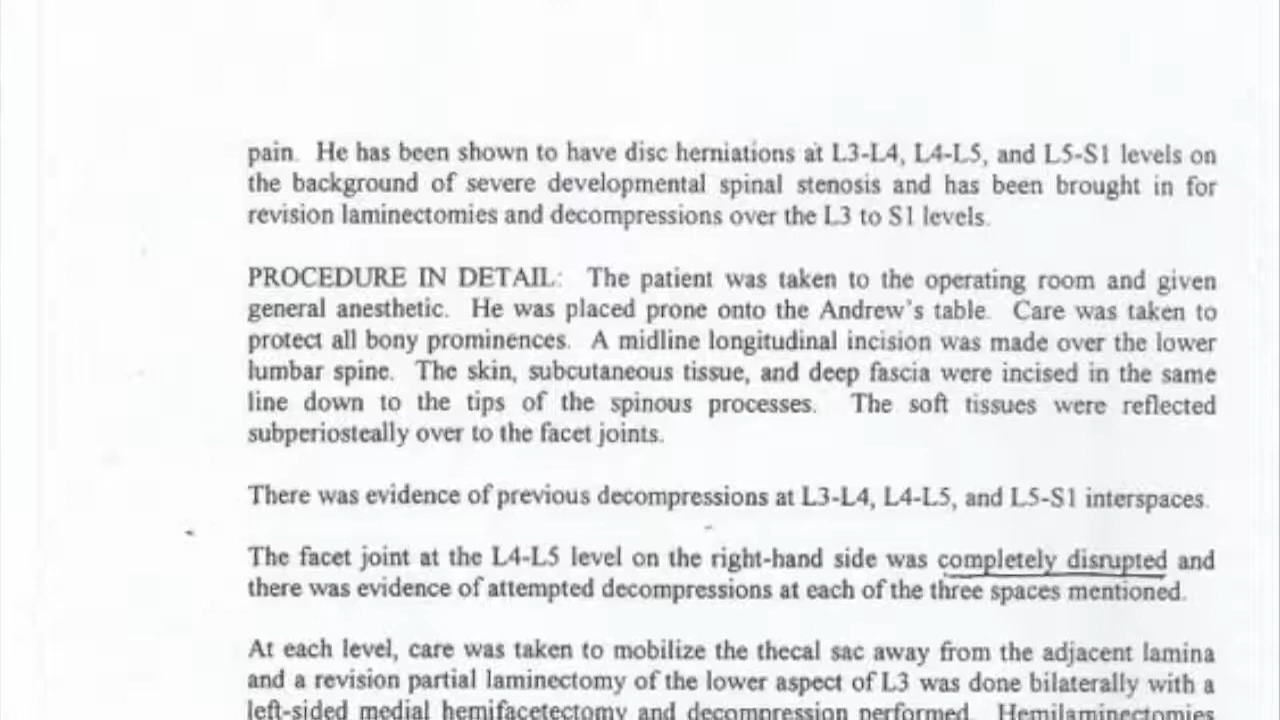 pain. He has been shown to have disc herniations at L3-L4, L4-L5, and L5-S1 levels on
the background of severe developmental spinal stenosis and has been brought in for
revision laminectomies and decompressions over the L3 to S1 levels.
PROCEDURE IN DETAIL: The patient was taken to the operating room and given
general anesthetic. He was placed prone onto the Andrew's table. Care was taken to
protect all bony prominences. A midline longitudinal incision was made over the lower
lumbar spine. The skin, subcutaneous tissue, and deep fascia were incised in the same
line down to the tips of the spinous processes. The soft tissues were reflected
subperiosteally over to the facet joints.
There was evidence of previous decompressions at L3-L4, L4-L5, and L5-S1 interspaces.
The facet joint at the L4-L5 level on the right-hand side was completely disrupted and
there was evidence of attempted decompressions at each of the three spaces mentioned.
At each level, care was taken to mobilize the thecal sac away from the adjacent lamina
and a revision partial laminectomy of the lower aspect of L3 was done bilaterally with a
left-sided medial hemifacetectomy and decompression performed. Hemilaminectomies